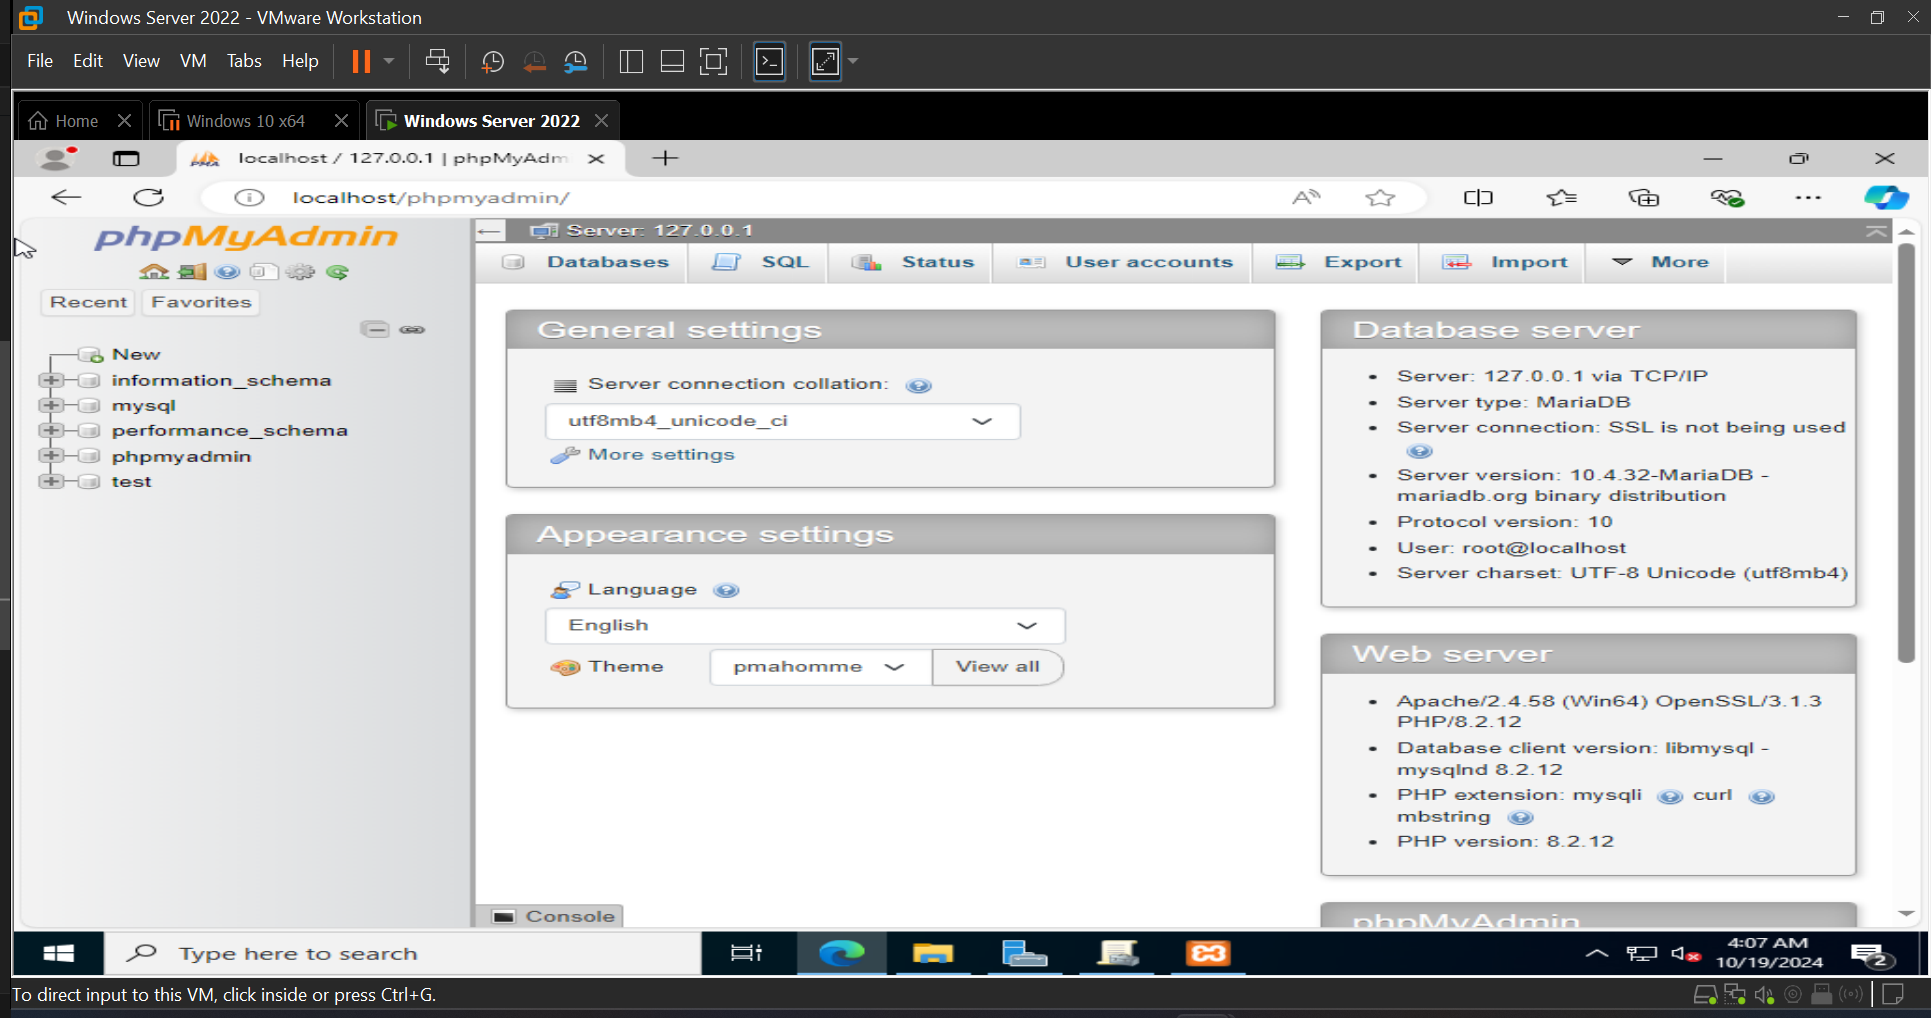 Windows Server 2022 - VMware Workstation
File Edit View VM Tabs Help
Home Windows 10 x64 Windows Server 2022
PMA localhost / 127.0.0.1 | phpMyAdm
localhost/phpmyadmin/
phpMyAdmin
Recent Favorites
New
information_schema
mysql
performance_schema
phpmyadmin
test
Server: 127.0.0.1
Databases SQL Status User accounts Export Import More
General settings
Server connection collation:
utf8mb4_unicode_ci
More settings
Appearance settings
Language
English
Theme pmahomme View all
Database server
Server: 127.0.0.1 via TCP/IP
Server type: MariaDB
Server connection: SSL is not being used
Server version: 10.4.32-MariaDB -
mariadb.org binary distribution
Protocol version: 10
User: root@localhost
Server charset: UTF-8 Unicode (utf8mb4)
Web server
Apache/2.4.58 (Win64) OpenSSL/3.1.3
PHP/8.2.12
Database client version: libmysql -
mysqlnd 8.2.12
PHP extension: mysqli curl
mbstring
PHP version: 8.2.12
phpMyAdmin
Console
Type here to search
4:07 AM
10/19/2024
2
To direct input to this VM, click inside or press Ctrl+G.